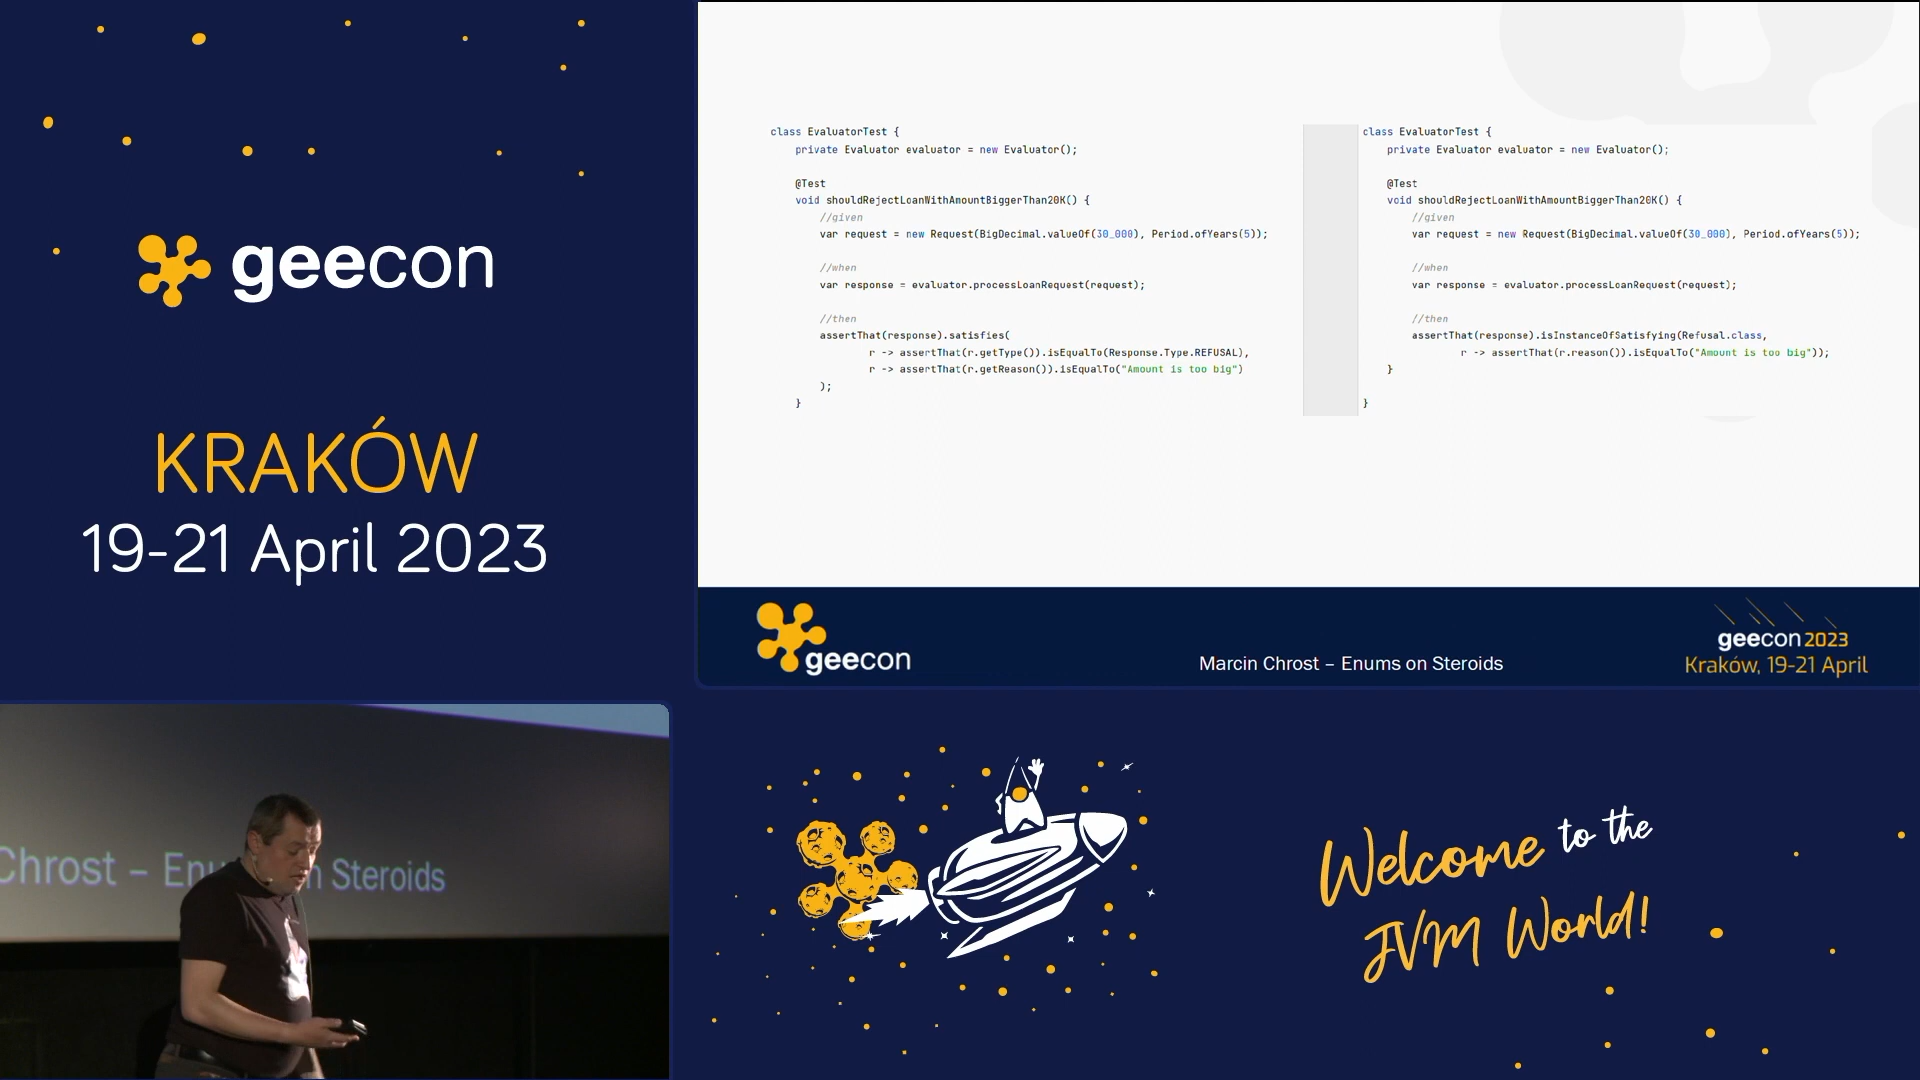 geecon
KRAKÓW
19-21 April 2023
class EvaluatorTest {
private Evaluator evaluator = new Evaluator();
@Test
void shouldRejectLoanWithAmountBiggerThan20K() {
//given
var request = new Request(BigDecimal.valueOf(30_000), Period.ofYears(5));
//when
var response = evaluator.processLoanRequest(request);
//then
assertThat(response).satisfies(
r -> assertThat(r.getType()).isEqualTo(Response.Type.REFUSAL),
r -> assertThat(r.getReason()).isEqualTo("Amount is too big")
);
}
class EvaluatorTest {
private Evaluator evaluator = new Evaluator();
@Test
void shouldRejectLoanWithAmountBiggerThan20K() {
//given
var request = new Request(BigDecimal.valueOf(30_000), Period.ofYears(5));
//when
var response = evaluator.processLoanRequest(request);
//then
assertThat(response).isInstanceOfSatisfying(Refusal.class,
r -> assertThat(r.reason()).isEqualTo("Amount is too big"));
}
}
geecon
Marcin Chrost – Enums on Steroids
geecon 2023
Kraków, 19-21 April
Chrost – Enu n Steroids
Welcome to the
JVM World!